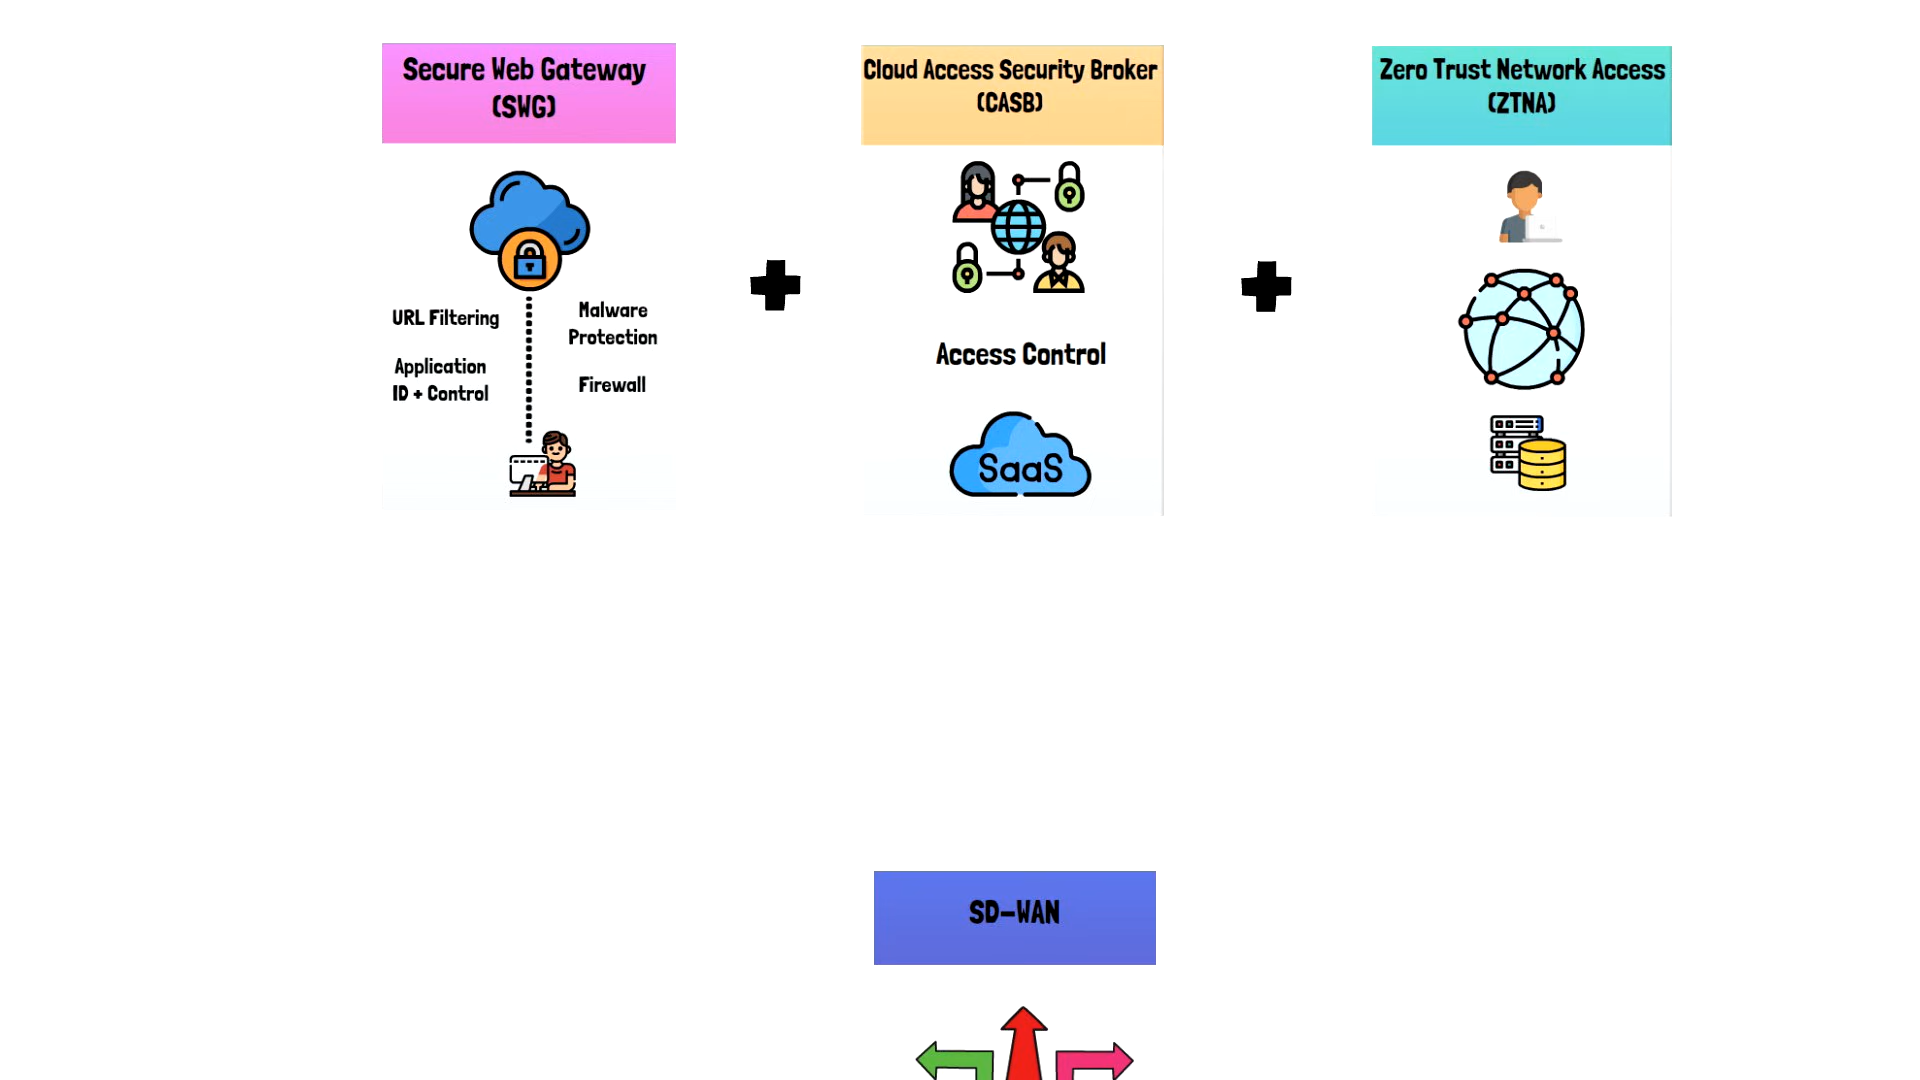 Secure Web Gateway
(SWG)
Cloud Access Security Broker
(CASB)
Zero Trust Network Access
(ZTNA)
URL Filtering
Malware
Protection
Application
ID + Control
Firewall
Access Control
SaaS
SD-WAN